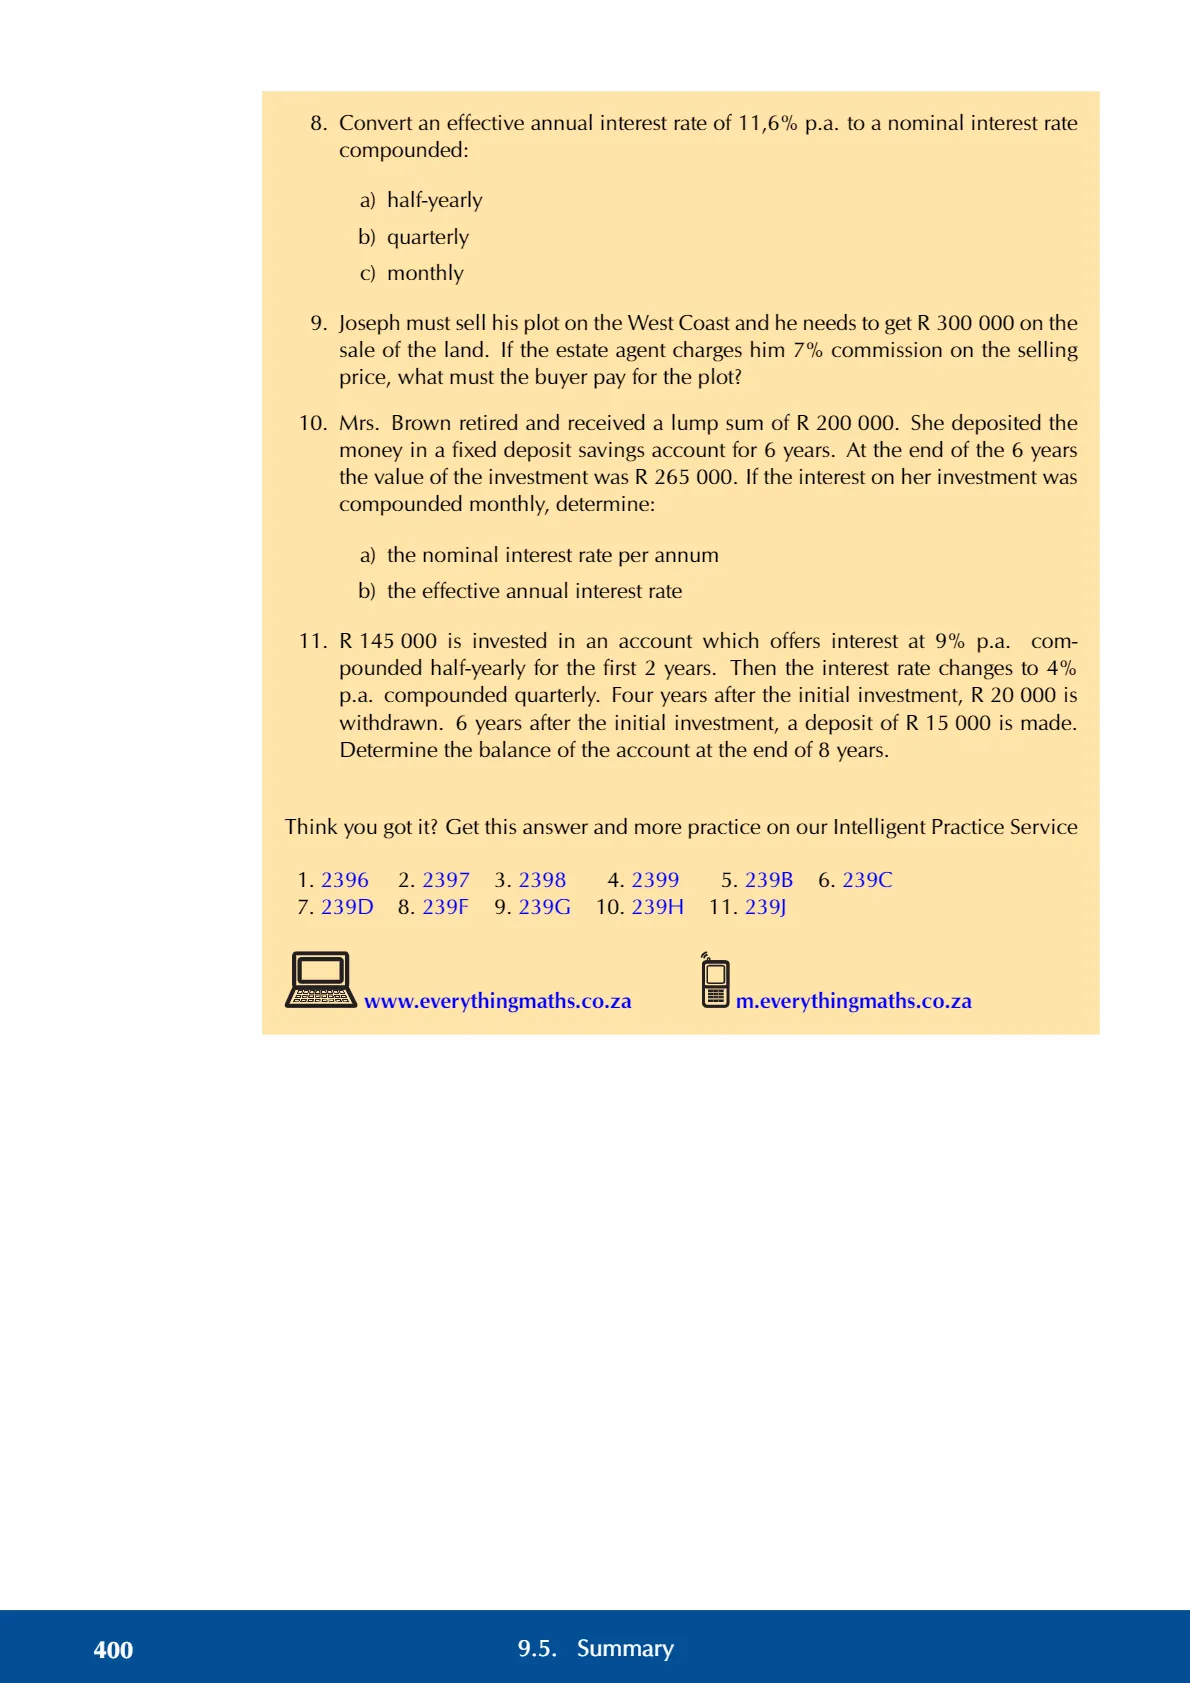 8. Convert an effective annual interest rate of 11,6% p.a. to a nominal interest rate
compounded:
a) half-yearly
b) quarterly
c) monthly
9. Joseph must sell his plot on the West Coast and he needs to get R 300 000 on the
sale of the land. If the estate agent charges him 7% commission on the selling
price, what must the buyer pay for the plot?
10. Mrs. Brown retired and received a lump sum of R 200 000. She deposited the
money in a fixed deposit savings account for 6 years. At the end of the 6 years
the value of the investment was R 265 000. If the interest on her investment was
compounded monthly, determine:
a) the nominal interest rate per annum
b) the effective annual interest rate
11. R 145 000 is invested in an account which offers interest at 9% p.a. com-
pounded half-yearly for the first 2 years. Then the interest rate changes to 4%
p.a. compounded quarterly. Four years after the initial investment, R 20 000 is
withdrawn. 6 years after the initial investment, a deposit of R 15 000 is made.
Determine the balance of the account at the end of 8 years.
Think you got it? Get this answer and more practice on our Intelligent Practice Service
1. 2396 2. 2397 3. 2398 4. 2399 5. 239B 6. 239C
7. 239D 8. 239F 9. 239G 10. 239H 11. 239J
www.everythingmaths.co.za m.everythingmaths.co.za
400 9.5. Summary